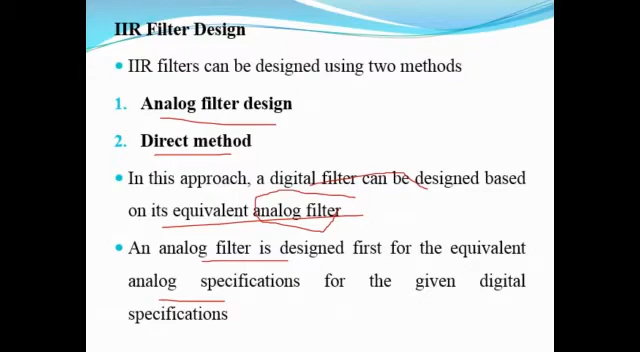 IIR Filter Design
• IIR filters can be designed using two methods
1. Analog filter design
2. Direct method
• In this approach, a digital filter can be designed based
on its equivalent analog filter
• An analog filter is designed first for the equivalent
analog specifications for the given digital
specifications